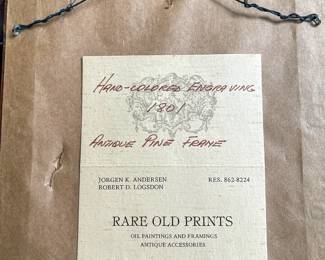 HAND-COLORED ENGRAVING
1801
ANTIQUE PINE FRAME
JORGEN K. ANDERSEN RES. 862-8224
ROBERT D. LOGSDON
RARE OLD PRINTS
OIL PAINTINGS AND FRAMINGS
ANTIQUE ACCESSORIES